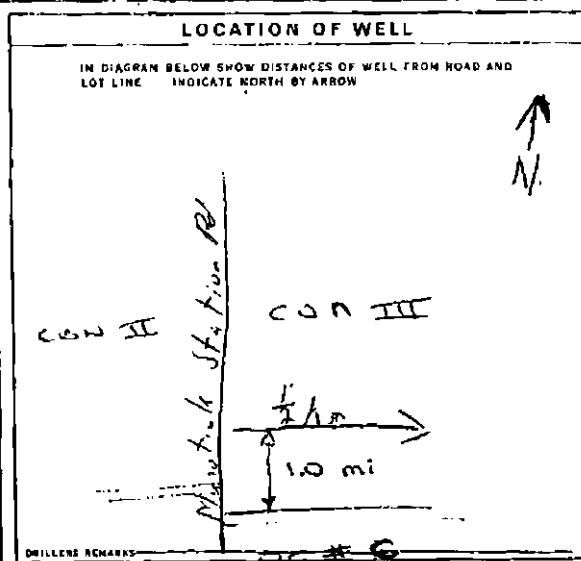 LOCATION OF WELL
IN DIAGRAM BELOW SHOW DISTANCES OF WELL FROM ROAD AND
LOT LINE INDICATE NORTH BY ARROW
N.
Station Rd
CON II
CON III
1.0 mi
DRILLERS REMARKS
# 6